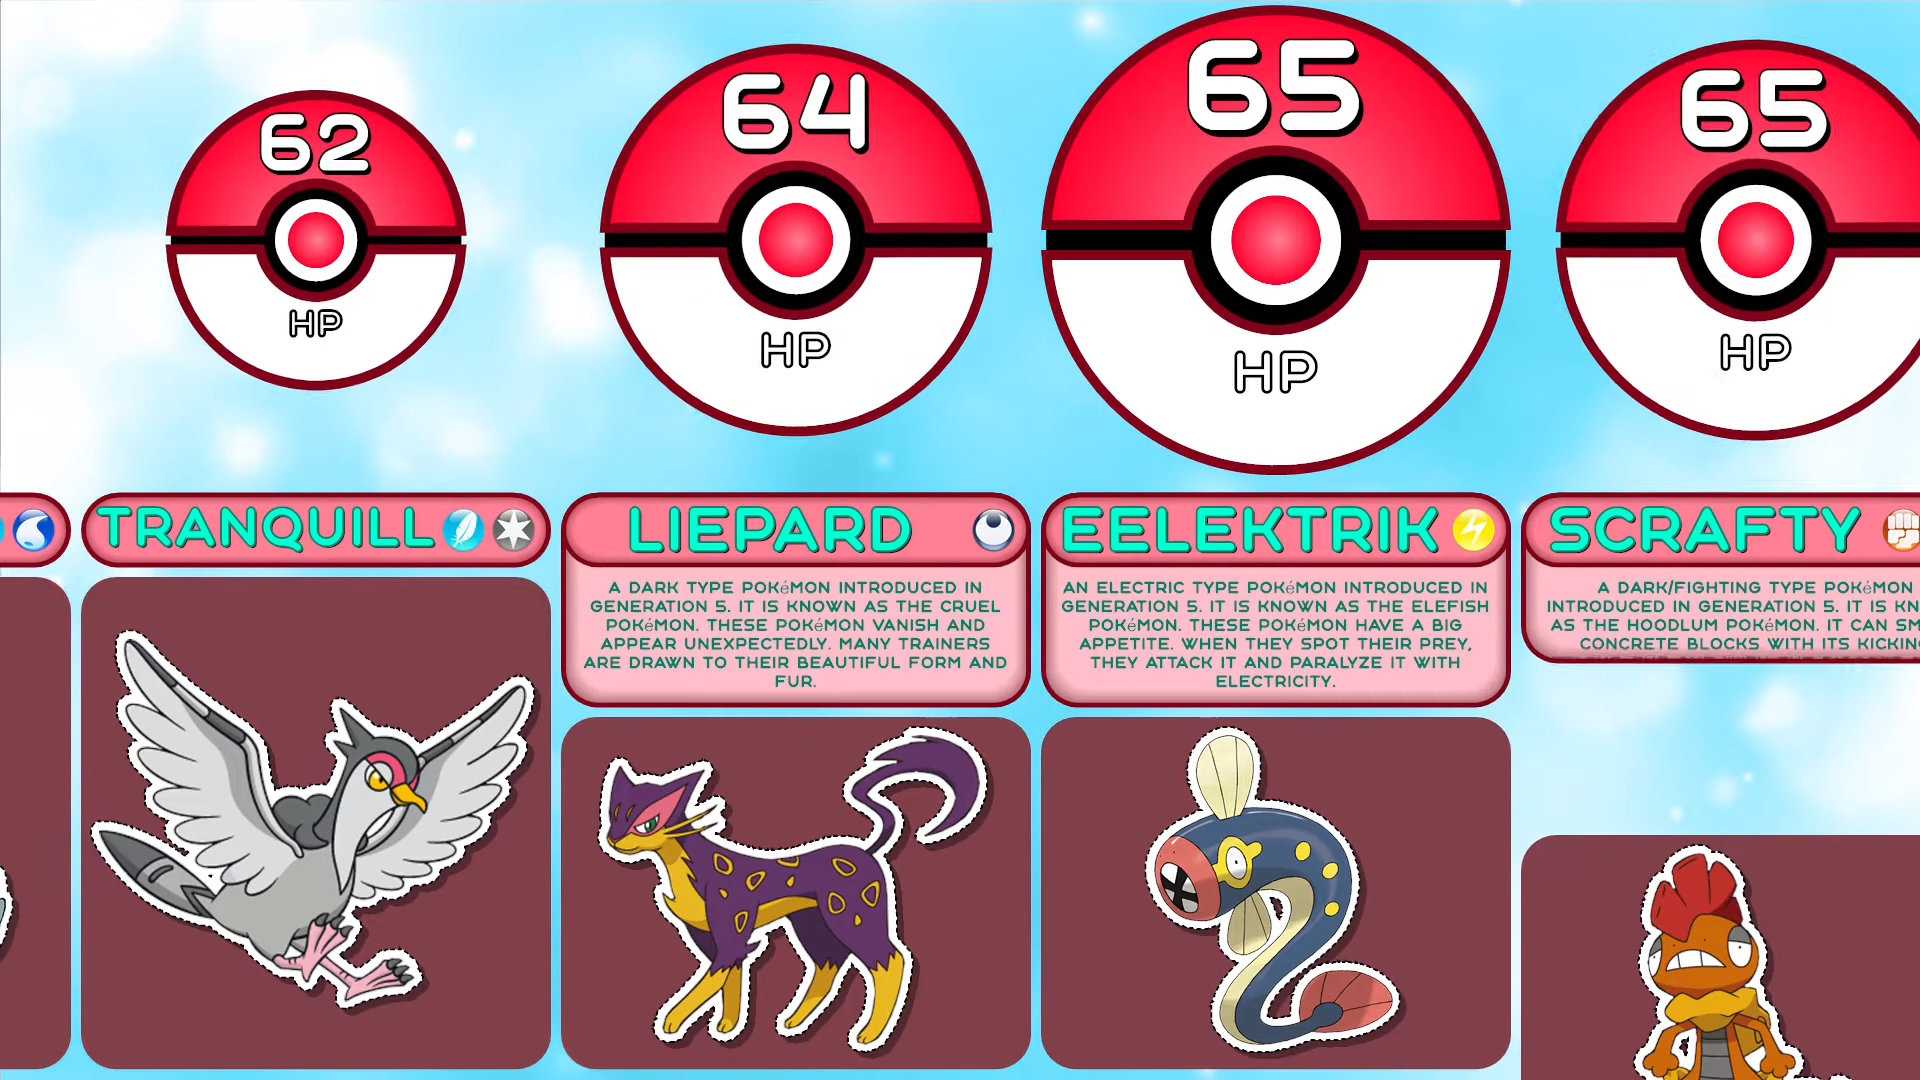 62
HP
64
HP
65
HP
65
HP
TRANQUILL
LIEPARD
A DARK TYPE POKéMON INTRODUCED IN
GENERATION 5. IT IS KNOWN AS THE CRUEL
POKéMON. THESE POKéMON VANISH AND
APPEAR UNEXPECTEDLY. MANY TRAINERS
ARE DRAWN TO THEIR BEAUTIFUL FORM AND
FUR.
EELEKTRIK
AN ELECTRIC TYPE POKéMON INTRODUCED IN
GENERATION 5. IT IS KNOWN AS THE ELEFISH
POKéMON. THESE POKéMON HAVE A BIG
APPETITE. WHEN THEY SPOT THEIR PREY,
THEY ATTACK IT AND PARALYZE IT WITH
ELECTRICITY.
SCRAFTY
A DARK/FIGHTING TYPE POKéMON
INTRODUCED IN GENERATION 5. IT IS KN
AS THE HOODLUM POKéMON. IT CAN SM
CONCRETE BLOCKS WITH ITS KICKIN